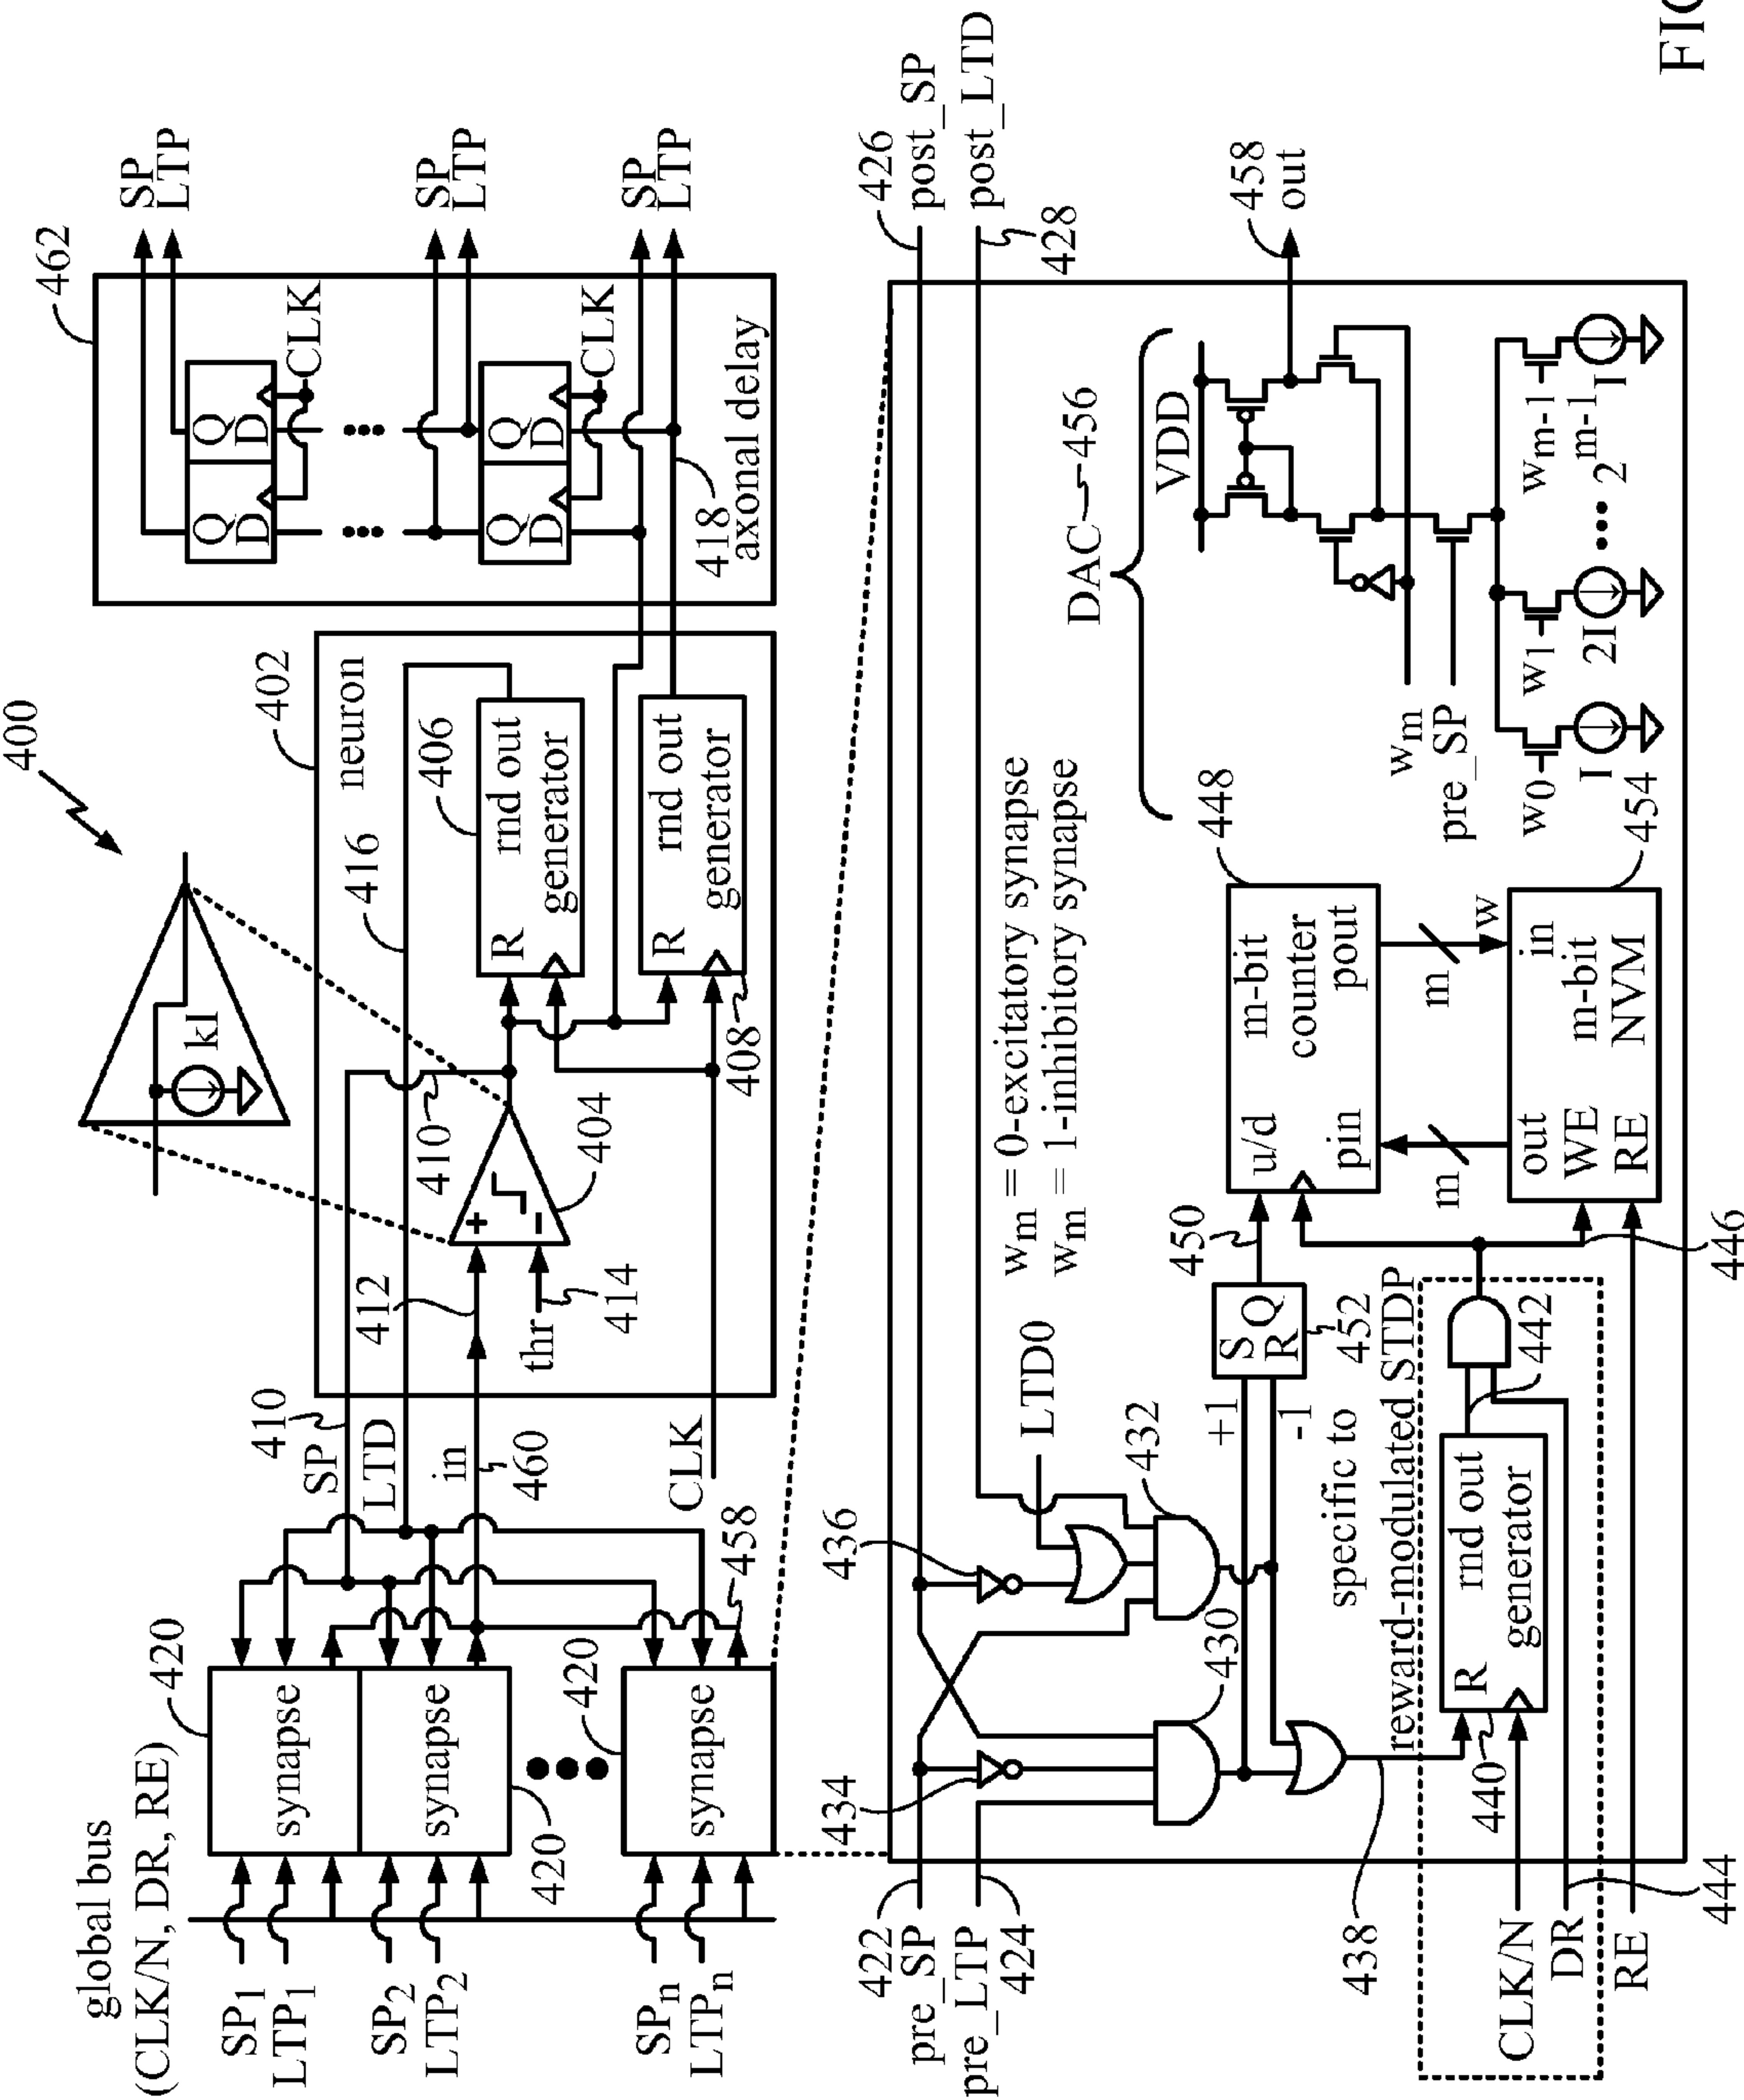 400
462
SP
LTP
SP
LTP
SP
LTP
Q
Q
D
D
CLK
Q
Q
D
D
CLK
418
axonal delay
402
neuron
416
406
R
rnd out
generator
R
rnd out
generator
408
kI
410
404
+
-
412
thr
414
410
SP
LTD
in
460
CLK
458
global bus
(CLK/N, DR, RE)
420
synapse
synapse
420
420
synapse
SP1
LTP1
SP2
LTP2
SPn
LTPn
422
pre_SP
pre_LTP
424
426
post_SP
post_LTD
428
434
436
LTD0
430
432
wm = 0-excitatory synapse
wm = 1-inhibitory synapse
+1
-1
S
R
Q
452
450
448
u/d
m-bit
counter
pin
pout
m
m
w
out
in
WE
m-bit
RE
NVM
454
446
specific to
reward-modulated STDP
438
440
R
rnd out
generator
442
CLK/N
DR
RE
444
DAC
456
VDD
458
out
wm
pre_SP
w0
w1
wm-1
I
2I
2m-1I